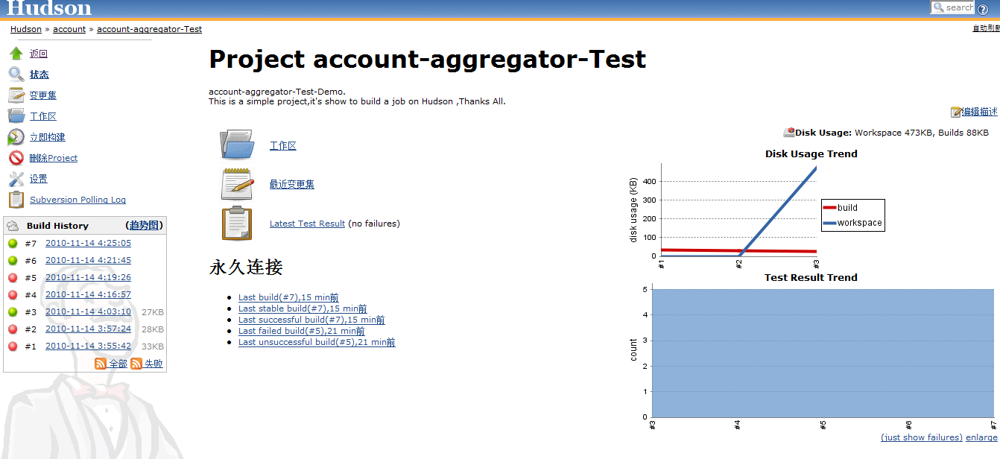 Hudson
search
Hudson » account » account-aggregator-Test
自动刷新
返回
状态
变更集
工作区
立即构建
删除Project
设置
Subversion Polling Log
Build History (趋势图)
#7 2010-11-14 4:25:05
#6 2010-11-14 4:21:45
#5 2010-11-14 4:19:26
#4 2010-11-14 4:16:57
#3 2010-11-14 4:03:10 27KB
#2 2010-11-14 3:57:24 28KB
#1 2010-11-14 3:55:42 33KB
全部 失败
Project account-aggregator-Test
account-aggregator-Test-Demo.
This is a simple project,it's show to build a job on Hudson ,Thanks All.
编辑描述
工作区
最近变更集
Latest Test Result (no failures)
永久连接
Last build(#7),15 min前
Last stable build(#7),15 min前
Last successful build(#7),15 min前
Last failed build(#5),21 min前
Last unsuccessful build(#5),21 min前
Disk Usage: Workspace 473KB, Builds 88KB
Disk Usage Trend
disk usage (KB)
400
300
200
100
0
#1 #2 #3
build
workspace
Test Result Trend
count
5
4
3
2
1
0
#3 #4 #5 #6 #7
(just show failures) enlarge